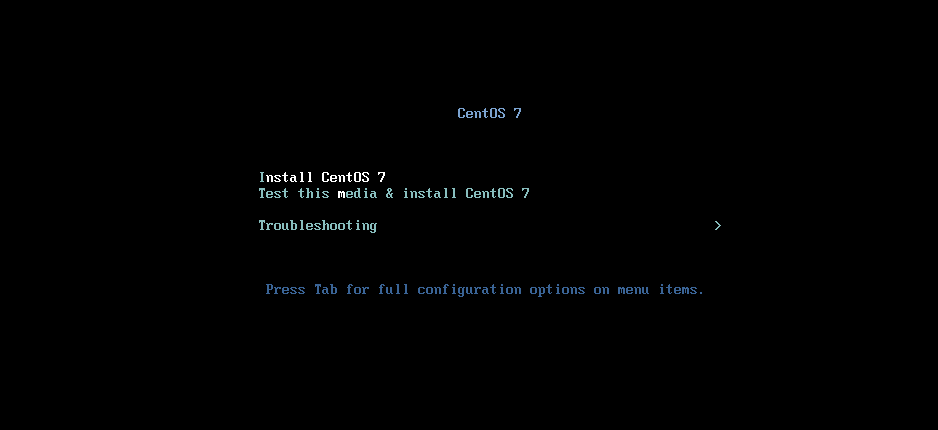 CentOS 7
Install CentOS 7
Test this media & install CentOS 7
Troubleshooting >
Press Tab for full configuration options on menu items.